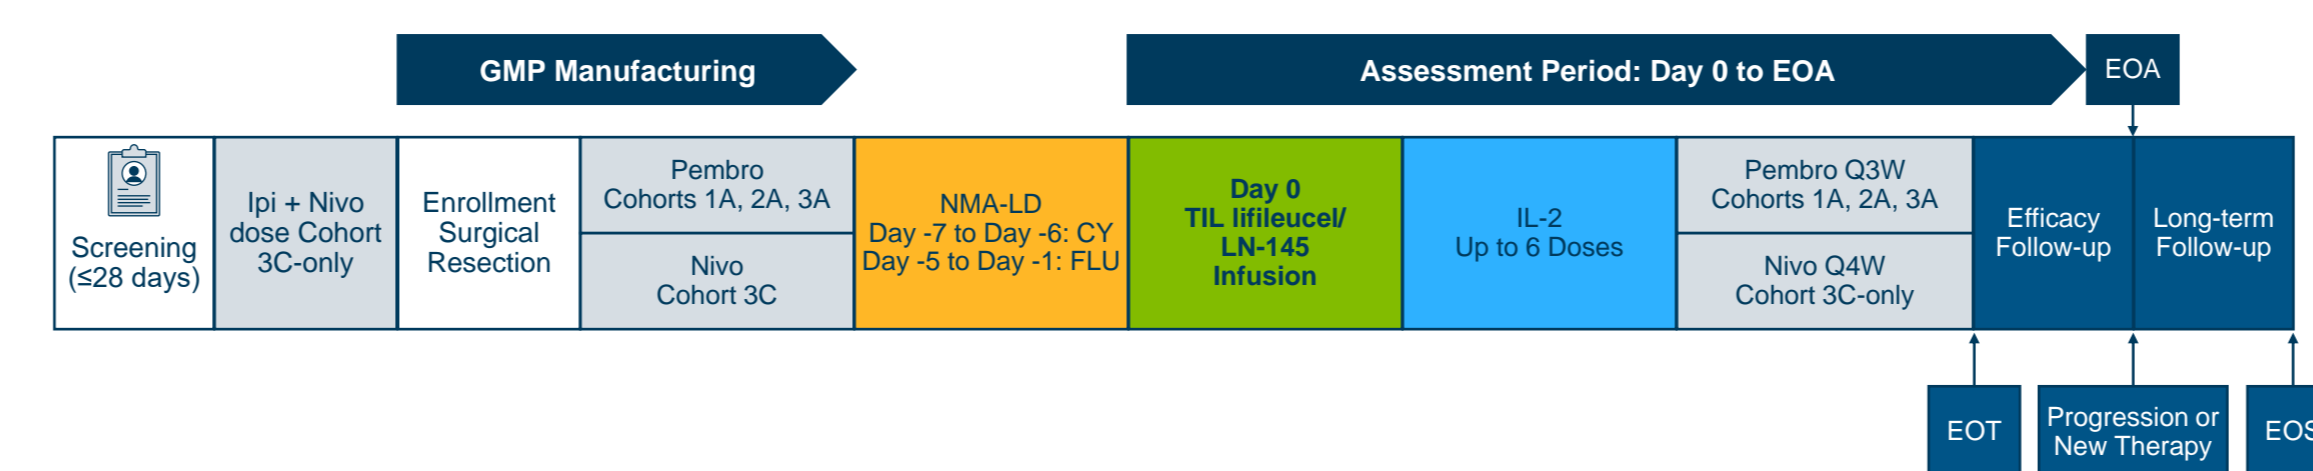 GMP Manufacturing
Assessment Period: Day 0 to EOA
EOA
Screening
(≤28 days)
Ipi + Nivo
dose Cohort
3C-only
Enrollment
Surgical
Resection
Pembro
Cohorts 1A, 2A, 3A
Nivo
Cohort 3C
NMA-LD
Day -7 to Day -6: CY
Day -5 to Day -1: FLU
Day 0
TIL lifileucel/
LN-145
Infusion
IL-2
Up to 6 Doses
Pembro Q3W
Cohorts 1A, 2A, 3A
Nivo Q4W
Cohort 3C-only
Efficacy
Follow-up
Long-term
Follow-up
EOT
Progression or
New Therapy
EOS